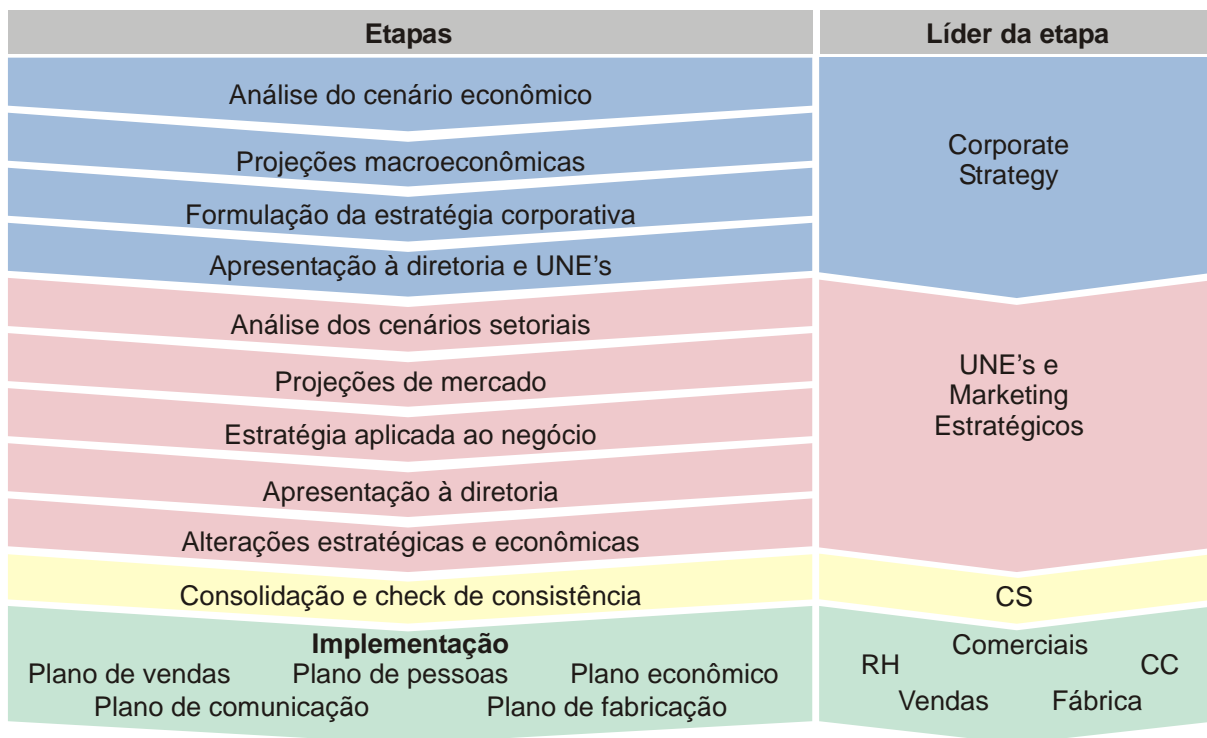 Etapas
Líder da etapa
Análise do cenário econômico
Projeções macroeconômicas
Formulação da estratégia corporativa
Apresentação à diretoria e UNE's
Corporate
Strategy
Análise dos cenários setoriais
Projeções de mercado
Estratégia aplicada ao negócio
Apresentação à diretoria
Alterações estratégicas e econômicas
UNE's e
Marketing
Estratégicos
Consolidação e check de consistência
CS
Implementação
Plano de vendas Plano de pessoas Plano econômico
Plano de comunicação Plano de fabricação
Comerciais
RH CC
Vendas Fábrica